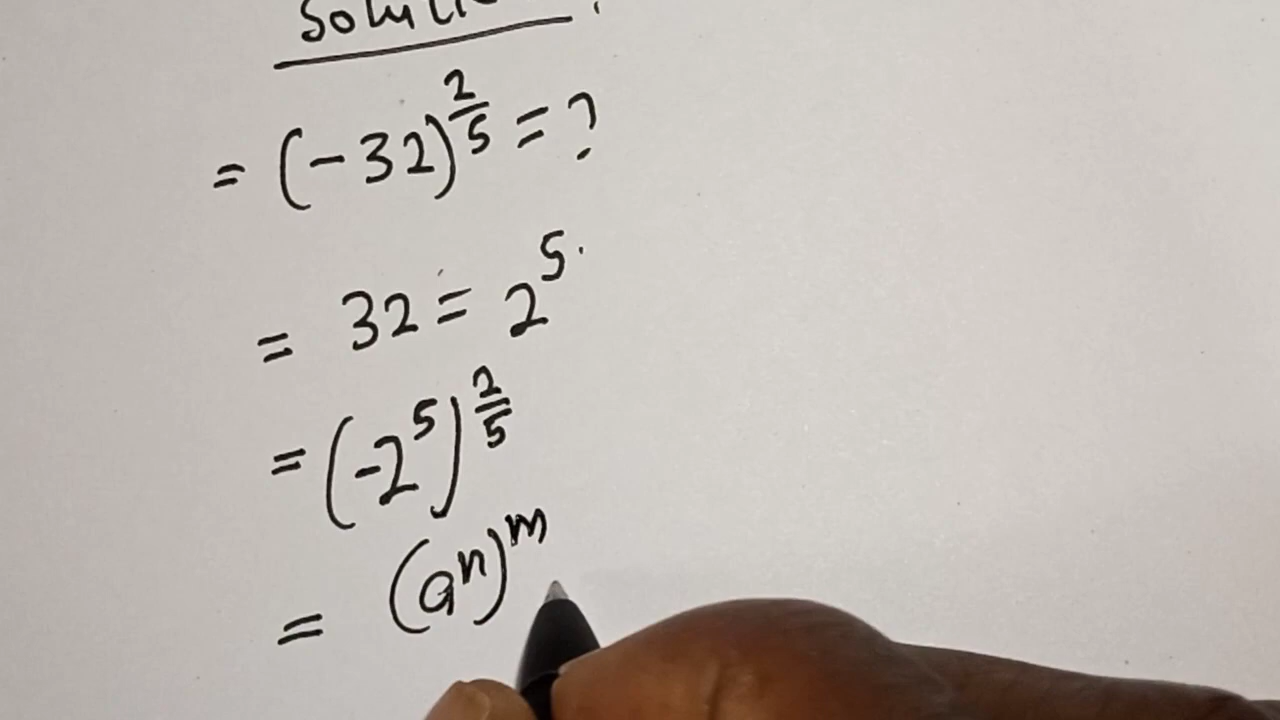 = (-32)^{2/5} = ?
= 32 = 2^5.
= (-2^5)^{2/5}
= (a^n)^m